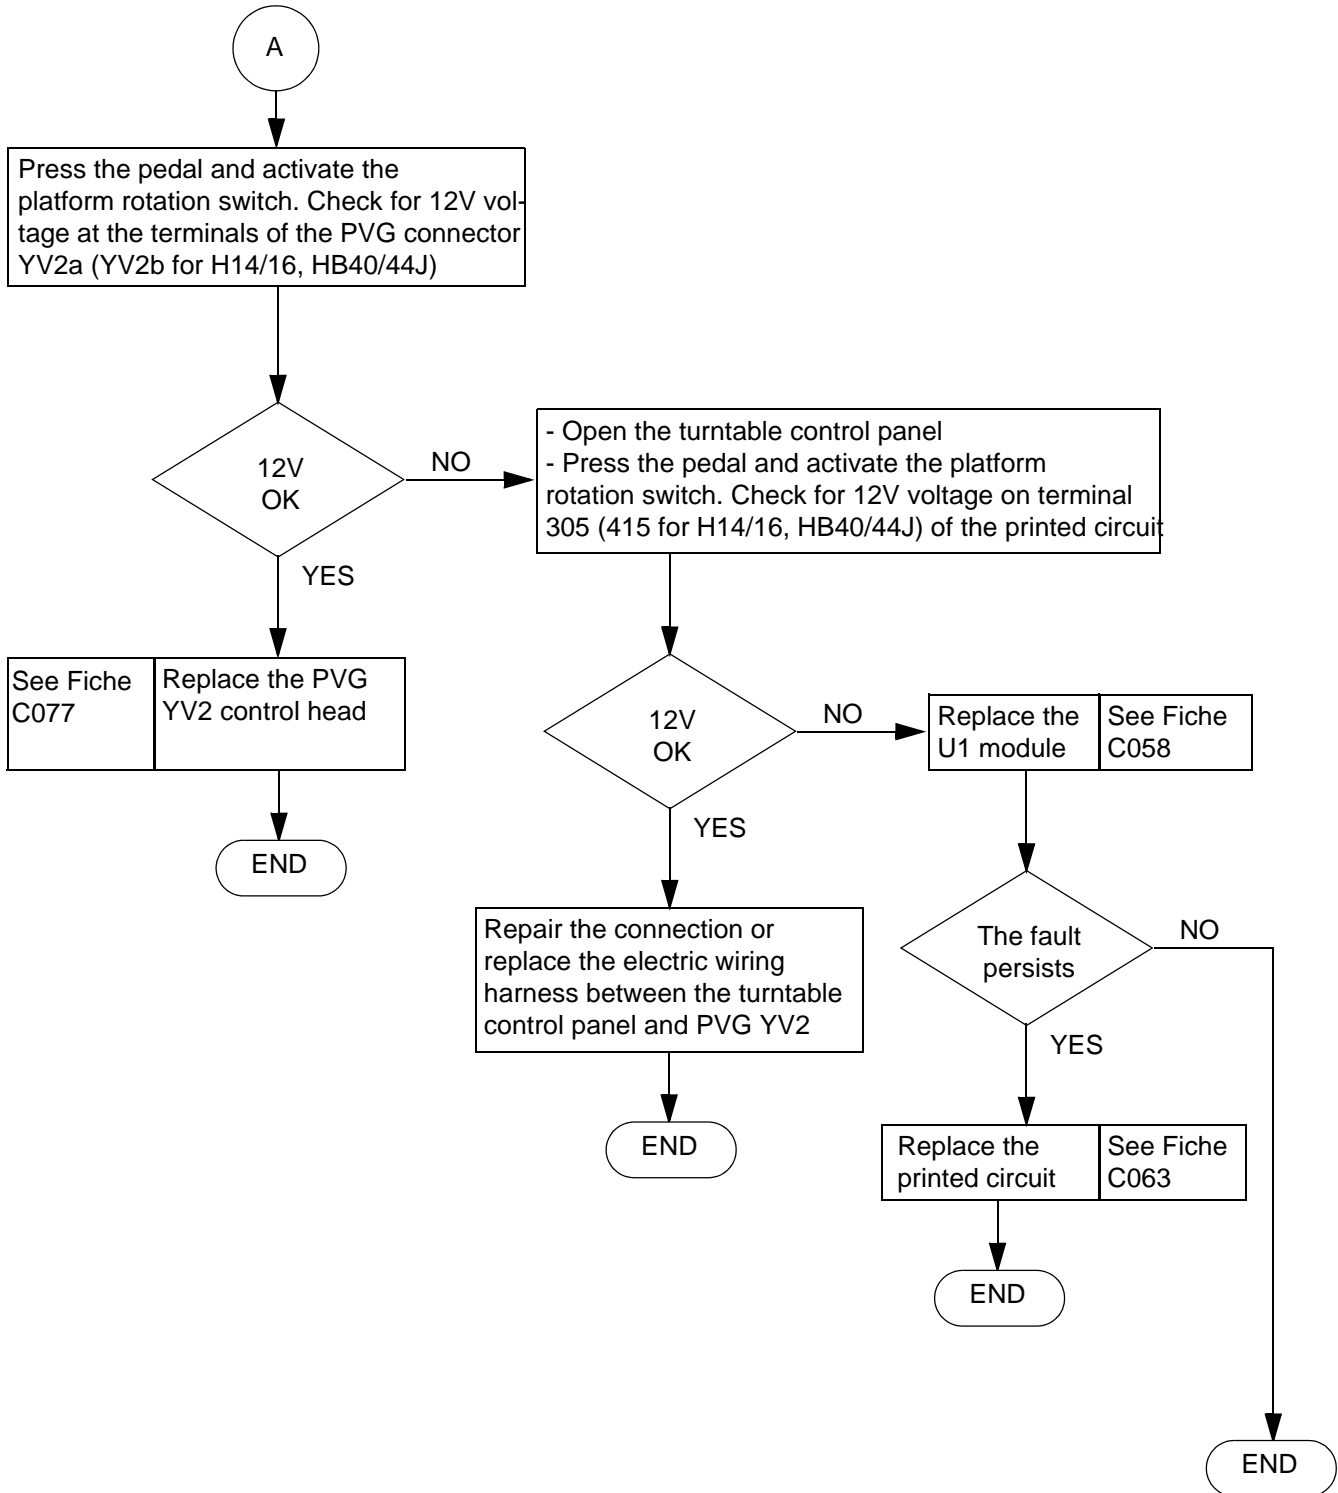 A
Press the pedal and activate the
platform rotation switch. Check for 12V vol-
tage at the terminals of the PVG connector
YV2a (YV2b for H14/16, HB40/44J)
12V
OK
NO
YES
- Open the turntable control panel
- Press the pedal and activate the platform
rotation switch. Check for 12V voltage on terminal
305 (415 for H14/16, HB40/44J) of the printed circuit
See Fiche
C077
Replace the PVG
YV2 control head
END
12V
OK
NO
YES
Replace the
U1 module
See Fiche
C058
Repair the connection or
replace the electric wiring
harness between the turntable
control panel and PVG YV2
END
The fault
persists
NO
YES
Replace the
printed circuit
See Fiche
C063
END
END